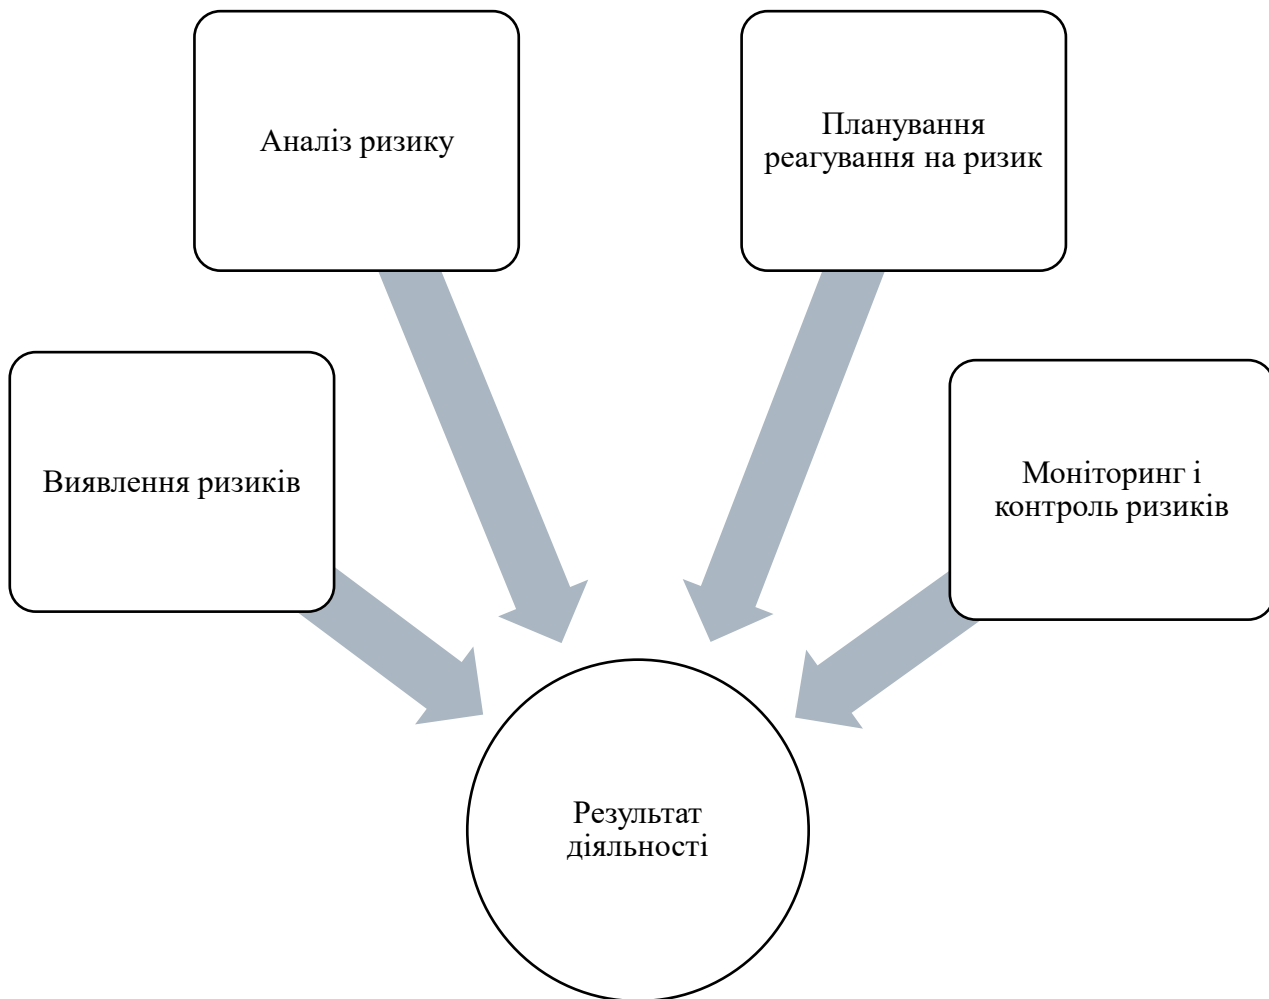 Аналіз ризику
Планування
реагування на ризик
Виявлення ризиків
Моніторинг і
контроль ризиків
Результат
діяльності